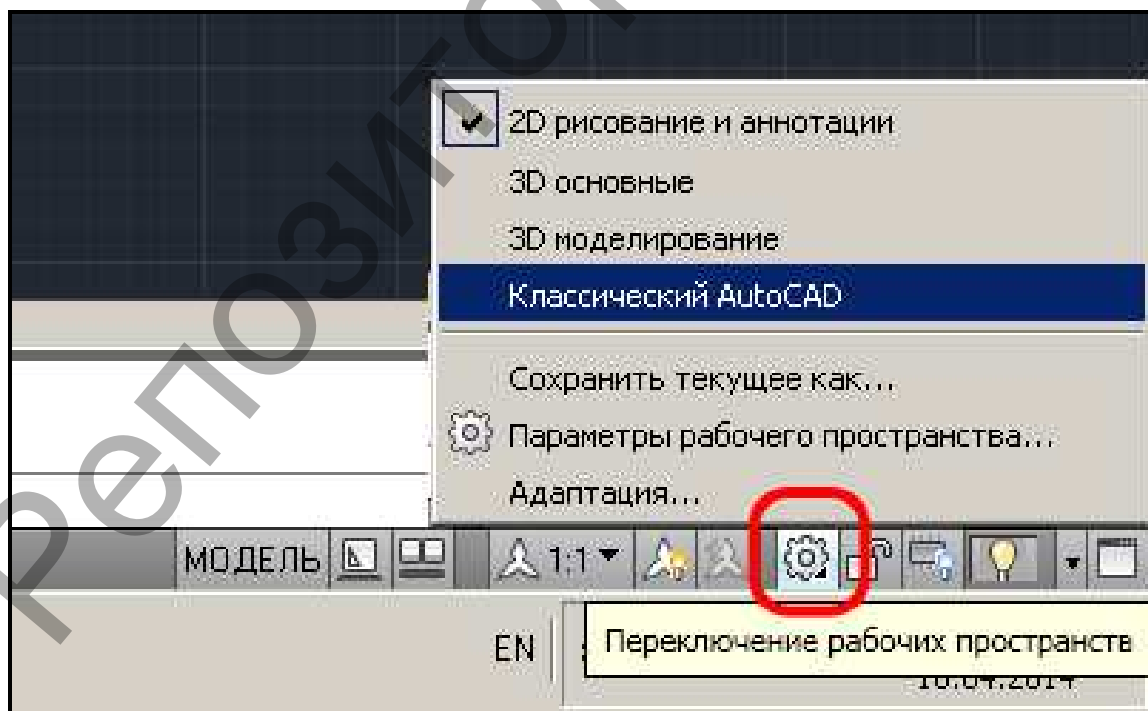 2D рисование и аннотации
3D основные
3D моделирование
Классический AutoCAD
Сохранить текущее как...
Параметры рабочего пространства...
Адаптация...
МОДЕЛЬ 1:1
EN
Переключение рабочих пространств